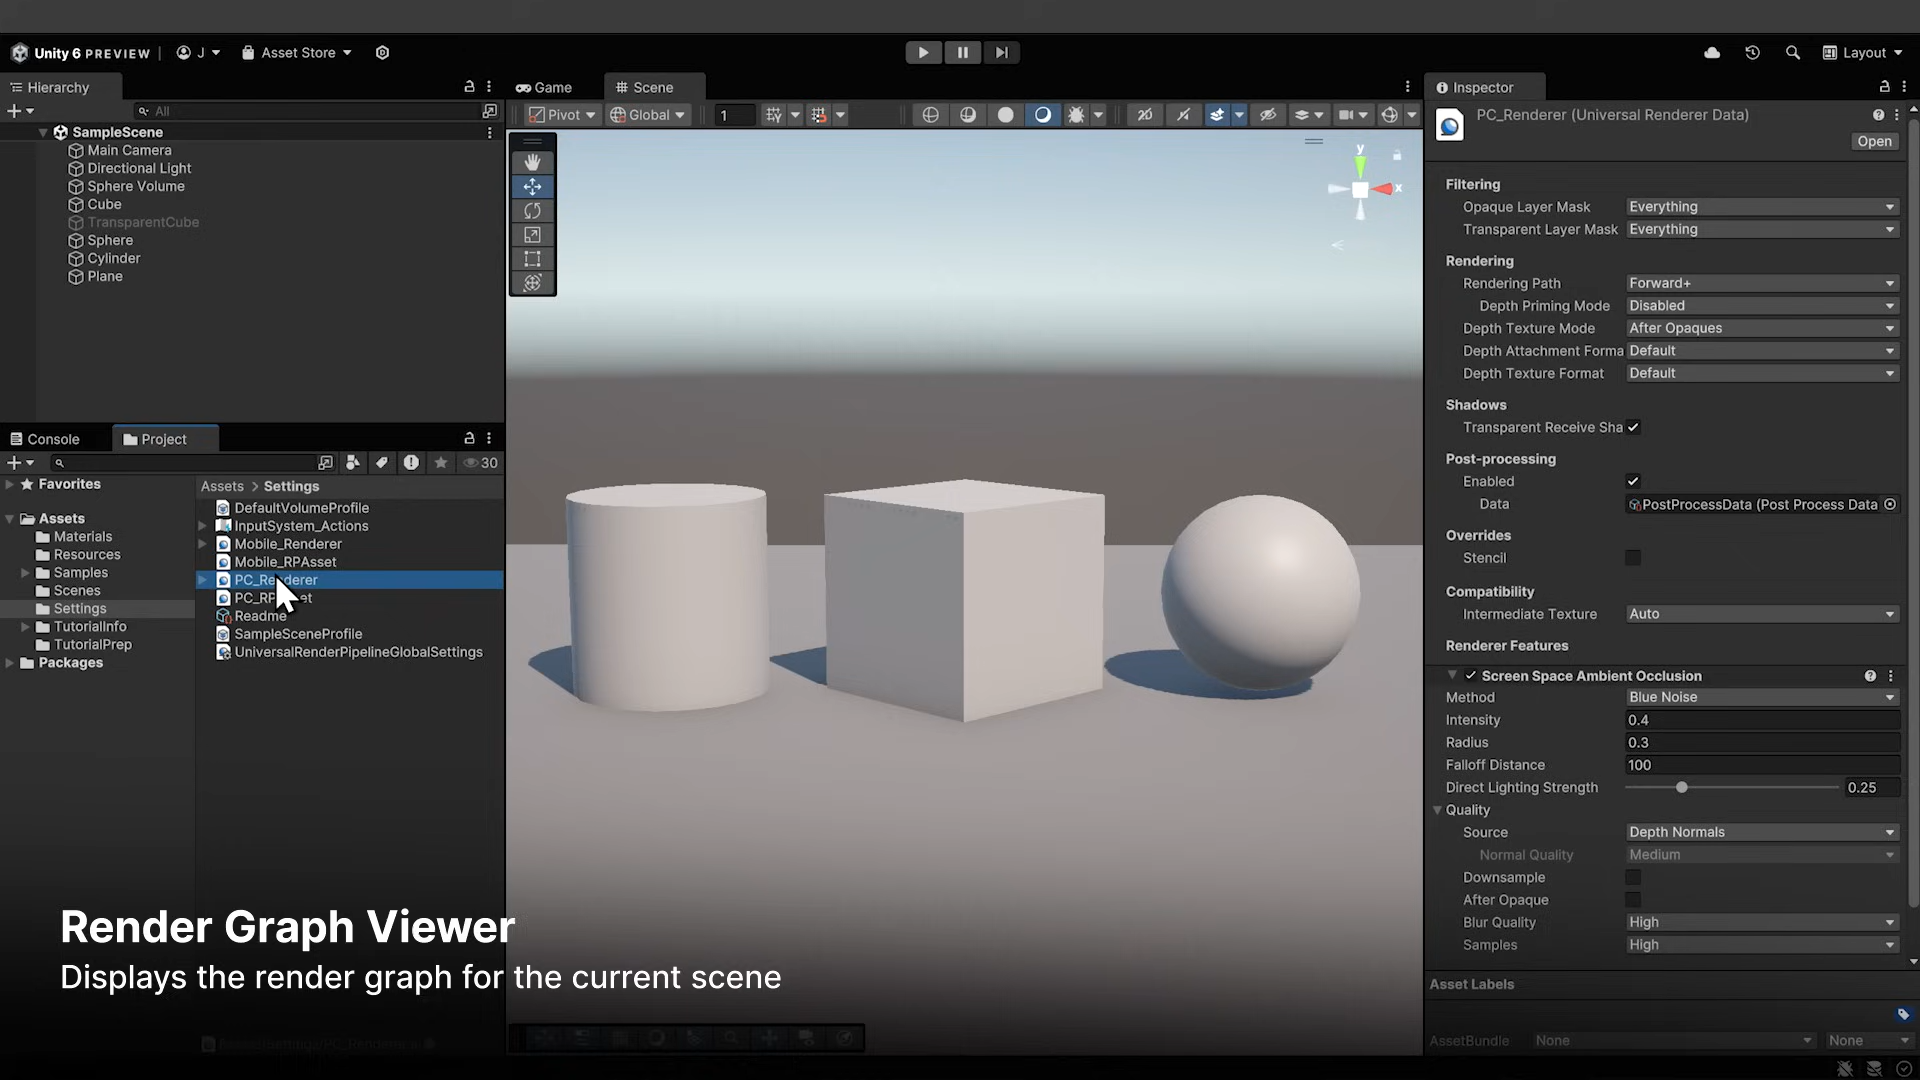 Unity 6 PREVIEW
J
Asset Store
Layout
Hierarchy
All
SampleScene
Main Camera
Directional Light
Sphere Volume
Cube
TransparentCube
Sphere
Cylinder
Plane
Console
Project
30
Favorites
Assets
Materials
Resources
Samples
Scenes
Settings
TutorialInfo
TutorialPrep
Packages
Assets > Settings
DefaultVolumeProfile
InputSystem_Actions
Mobile_Renderer
Mobile_RPAsset
PC_Renderer
Readme
SampleSceneProfile
UniversalRenderPipelineGlobalSettings
Game
Scene
Pivot
Global
1
y
x
Inspector
PC_Renderer (Universal Renderer Data)
Open
Filtering
Opaque Layer Mask Everything
Transparent Layer Mask Everything
Rendering
Rendering Path Forward+
Depth Priming Mode Disabled
Depth Texture Mode After Opaques
Depth Attachment Forma Default
Depth Texture Format Default
Shadows
Transparent Receive Sha
Post-processing
Enabled
Data PostProcessData (Post Process Data
Overrides
Stencil
Compatibility
Intermediate Texture Auto
Renderer Features
Screen Space Ambient Occlusion
Method Blue Noise
Intensity 0.4
Radius 0.3
Falloff Distance 100
Direct Lighting Strength 0.25
Quality
Source Depth Normals
Normal Quality Medium
Downsample
After Opaque
Blur Quality High
Samples High
Asset Labels
AssetBundle None None
Render Graph Viewer
Displays the render graph for the current scene